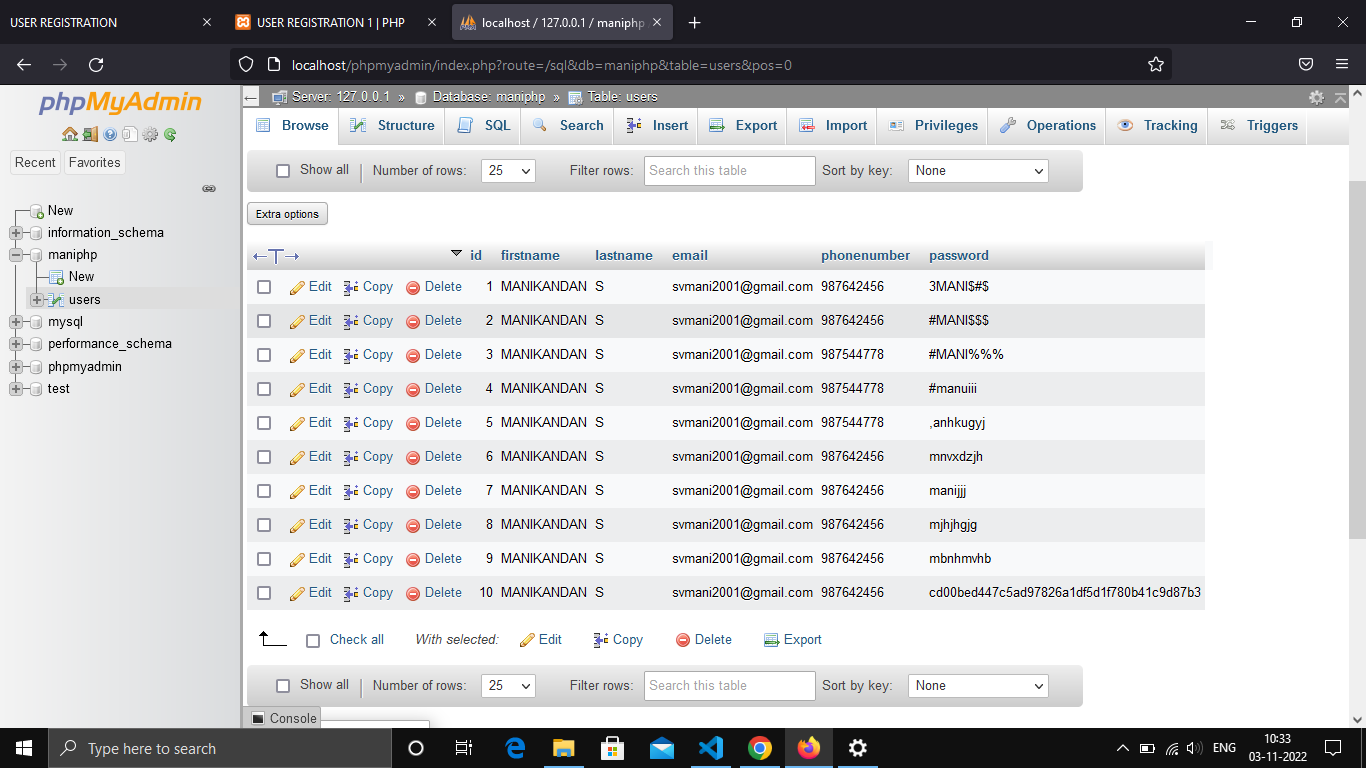 USER REGISTRATION
USER REGISTRATION 1 | PHP
localhost / 127.0.0.1 / maniphp
localhost/phpmyadmin/index.php?route=/sql&db=maniphp&table=users&pos=0
phpMyAdmin
Recent Favorites
New
information_schema
maniphp
New
users
mysql
performance_schema
phpmyadmin
test
Server: 127.0.0.1 » Database: maniphp » Table: users
Browse Structure SQL Search Insert Export Import Privileges Operations Tracking Triggers
Show all Number of rows: 25 Filter rows: Search this table Sort by key: None
Extra options
id firstname lastname email phonenumber password
Edit Copy Delete 1 MANIKANDAN S svmani2001@gmail.com 987642456 3MANI$#$
Edit Copy Delete 2 MANIKANDAN S svmani2001@gmail.com 987642456 #MANI$$$
Edit Copy Delete 3 MANIKANDAN S svmani2001@gmail.com 987544778 #MANI%%%
Edit Copy Delete 4 MANIKANDAN S svmani2001@gmail.com 987544778 #manuiii
Edit Copy Delete 5 MANIKANDAN S svmani2001@gmail.com 987544778 ,anhkugyj
Edit Copy Delete 6 MANIKANDAN S svmani2001@gmail.com 987642456 mnvxdzjh
Edit Copy Delete 7 MANIKANDAN S svmani2001@gmail.com 987642456 manijjj
Edit Copy Delete 8 MANIKANDAN S svmani2001@gmail.com 987642456 mjhjhgjg
Edit Copy Delete 9 MANIKANDAN S svmani2001@gmail.com 987642456 mbnhmvhb
Edit Copy Delete 10 MANIKANDAN S svmani2001@gmail.com 987642456 cd00bed447c5ad97826a1df5d1f780b41c9d87b3
Check all With selected: Edit Copy Delete Export
Show all Number of rows: 25 Filter rows: Search this table Sort by key: None
Console
Type here to search
ENG
10:33
03-11-2022